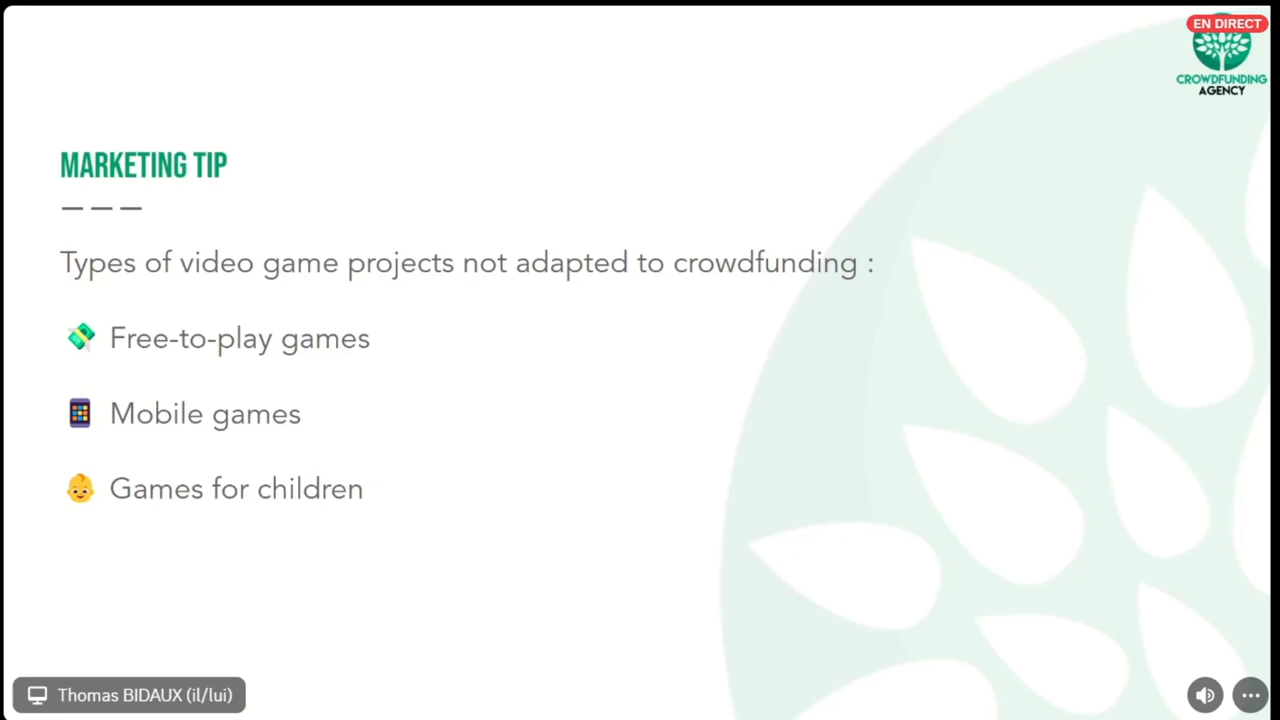 EN DIRECT
CROWDFUNDING
AGENCY
MARKETING TIP
Types of video game projects not adapted to crowdfunding :
Free-to-play games
Mobile games
Games for children
Thomas BIDAUX (il/lui)